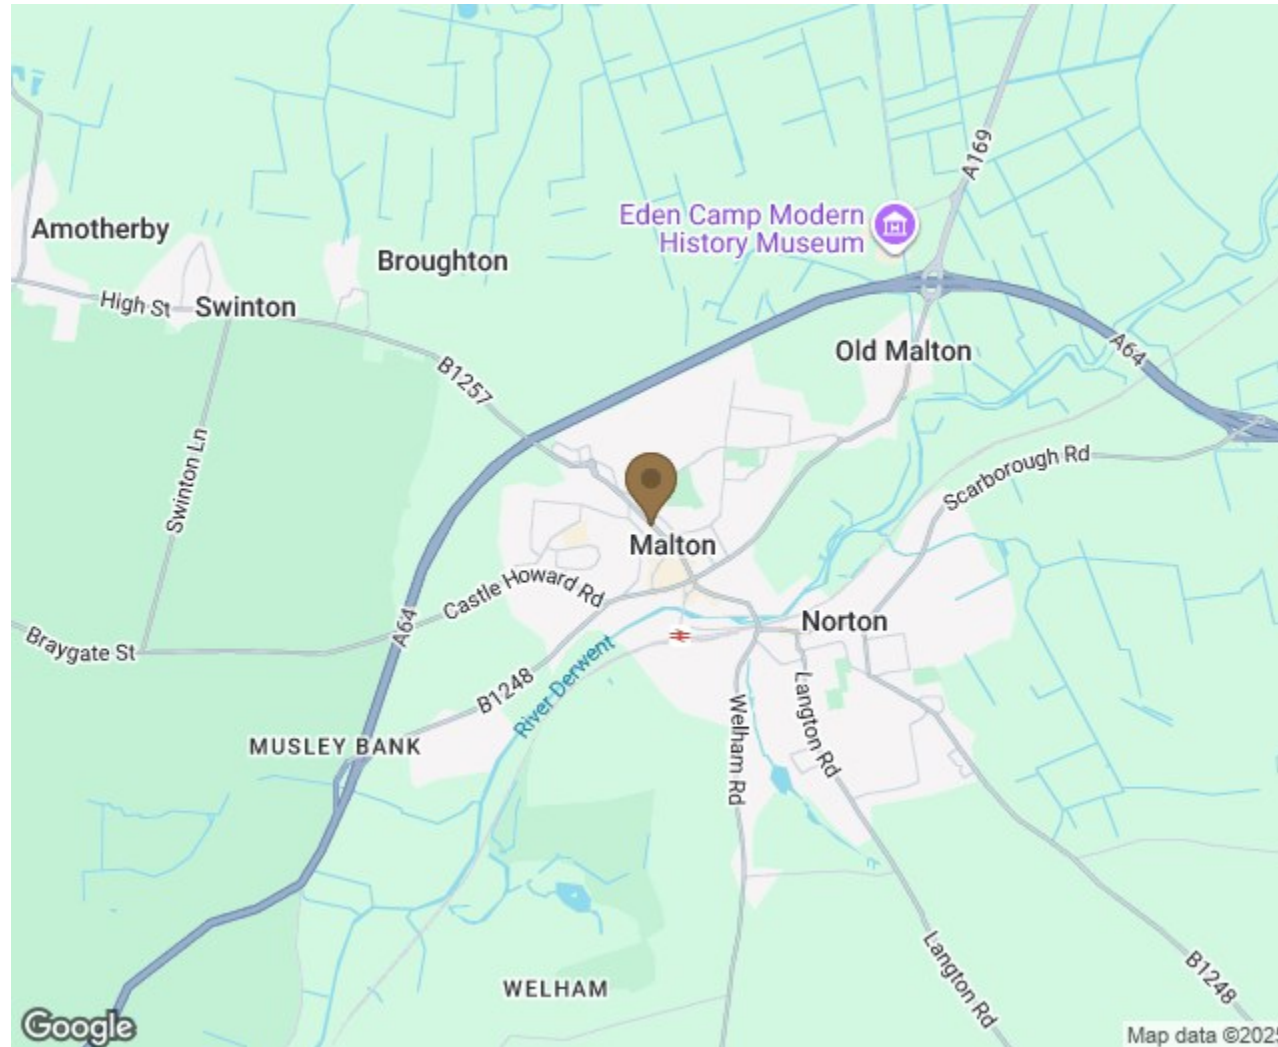 A169
Eden Camp Modern
History Museum
Amotherby
Broughton
High St
Swinton
Old Malton
A64
B1257
Swinton Ln
Scarborough Rd
Malton
Castle Howard Rd
A64
Norton
Braygate St
River Derwent
B1248
Langton Rd
Welham Rd
MUSLEY BANK
WELHAM
Langton Rd
B1248
Google
Map data ©2025